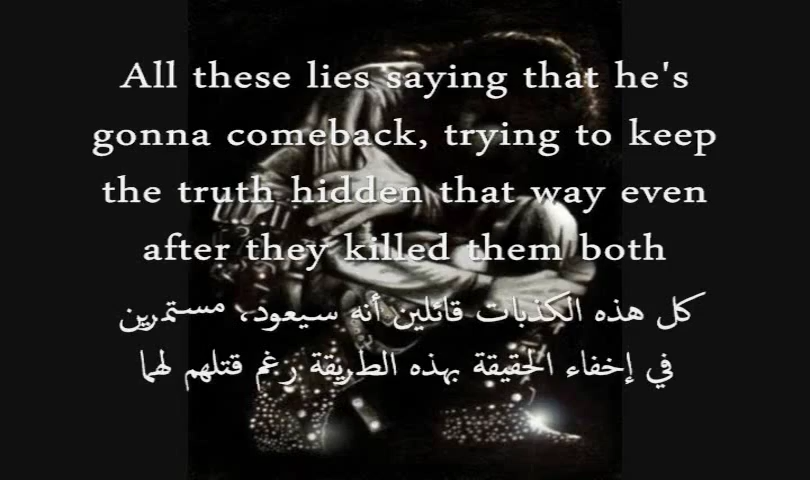 All these lies saying that he's
gonna comeback, trying to keep
the truth hidden that way even
after they killed them both
كل هذه الكذبات قائلين أنه سيعود، مستمرين
في إخفاء الحقيقة بهذه الطريقة رغم قتلهم لهما